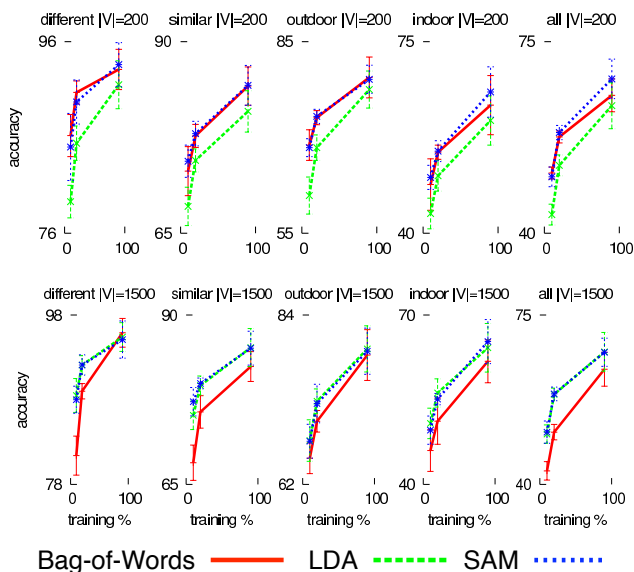 different |V|=200 similar |V|=200 outdoor |V|=200 indoor |V|=200 all |V|=200
96 90 85 75 75
accuracy
76 65 55 40 40
0 100 0 100 0 100 0 100 0 100
different |V|=1500 similar |V|=1500 outdoor |V|=1500 indoor |V|=1500 all |V|=1500
98 90 84 70 75
accuracy
78 65 62 40 40
0 100 0 100 0 100 0 100 0 100
training % training % training % training % training %
Bag-of-Words LDA SAM